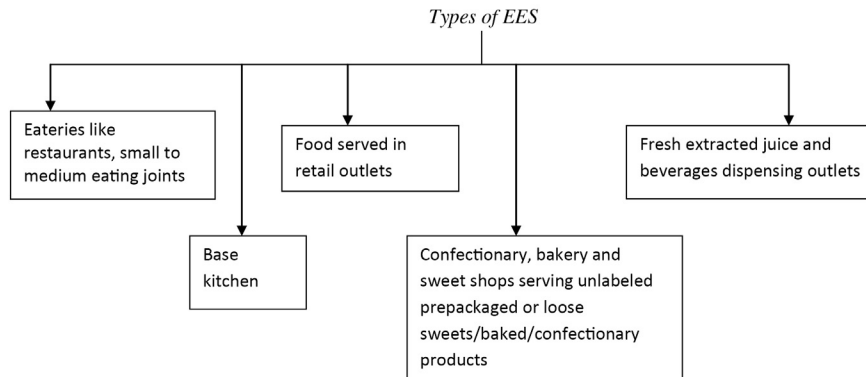 Types of EES
Eateries like
restaurants, small to
medium eating joints
Food served in
retail outlets
Fresh extracted juice and
beverages dispensing outlets
Base
kitchen
Confectionary, bakery and
sweet shops serving unlabeled
prepackaged or loose
sweets/baked/confectionary
products